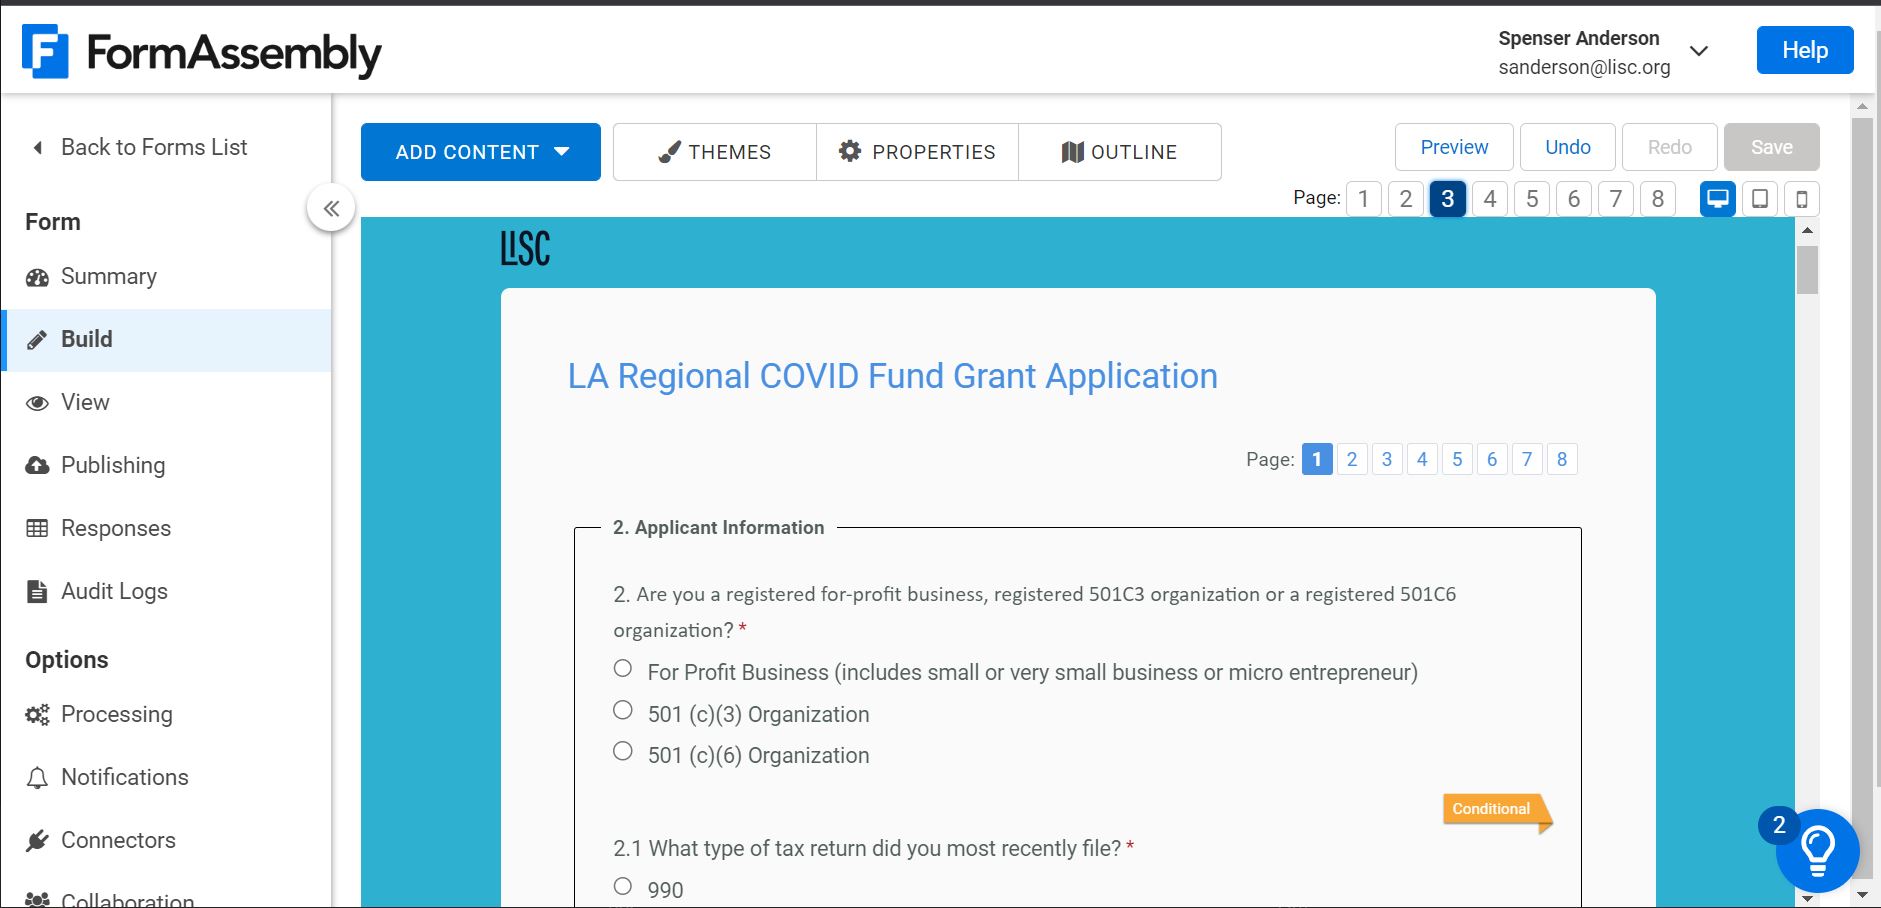 FormAssembly
Spenser Anderson
sanderson@lisc.org
Help
Back to Forms List
Form
Summary
Build
View
Publishing
Responses
Audit Logs
Options
Processing
Notifications
Connectors
Collaboration
ADD CONTENT
THEMES
PROPERTIES
OUTLINE
Preview
Undo
Redo
Save
Page: 1 2 3 4 5 6 7 8
LISC
LA Regional COVID Fund Grant Application
Page: 1 2 3 4 5 6 7 8
2. Applicant Information
2. Are you a registered for-profit business, registered 501C3 organization or a registered 501C6
organization? *
For Profit Business (includes small or very small business or micro entrepreneur)
501 (c)(3) Organization
501 (c)(6) Organization
Conditional
2.1 What type of tax return did you most recently file? *
990
2